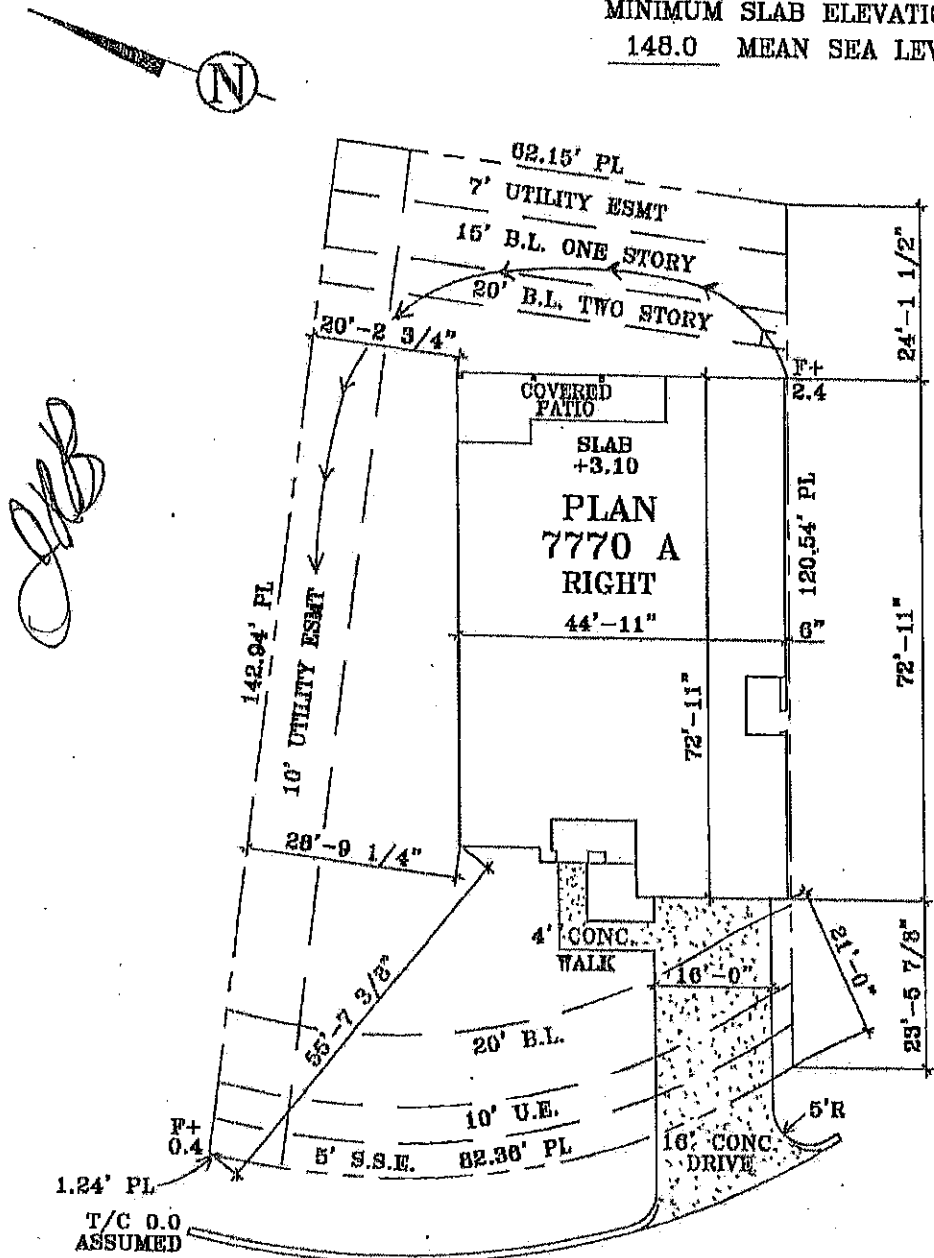 MINIMUM SLAB ELEVATIO
148.0 MEAN SEA LEV
N
62.15' PL
7' UTILITY ESMT
15' B.L. ONE STORY
20' B.L. TWO STORY
24'-1 1/2"
20'-2 3/4"
F+
2.4
COVERED
PATIO
SLAB
+3.10
PLAN
7770 A
RIGHT
120.54' PL
44'-11"
6"
72'-11"
72'-11"
142.94' PL
10' UTILITY ESMT
28'-9 1/4"
4' CONC.
WALK
16'-0"
21'-0"
23'-5 7/8"
55'-7 3/8"
20' B.L.
10' U.E.
5' S.S.E.
82.36' PL
5'R
16' CONC
DRIVE
F+
0.4
1.24' PL
T/C 0.0
ASSUMED